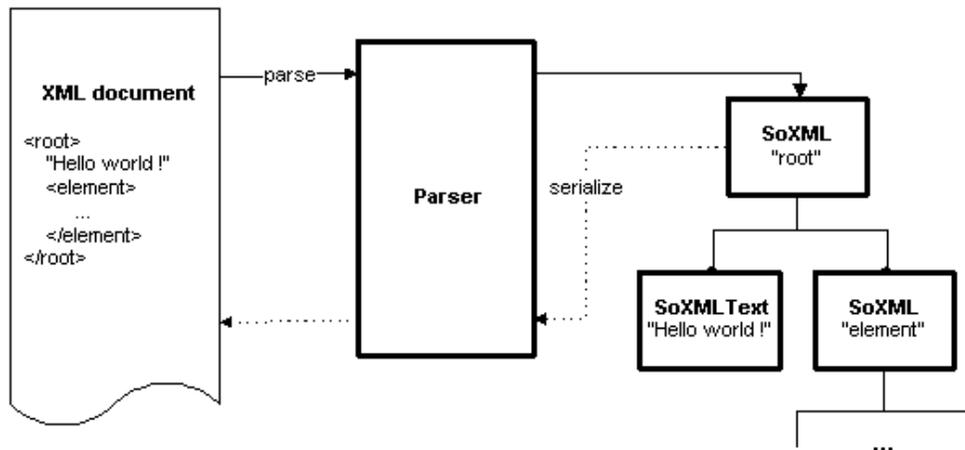 XML document
<root>
"Hello world !"
<element>
...
</element>
</root>
parse
Parser
serialize
SoXML
"root"
SoXMLText
"Hello world !"
SoXML
"element"
...